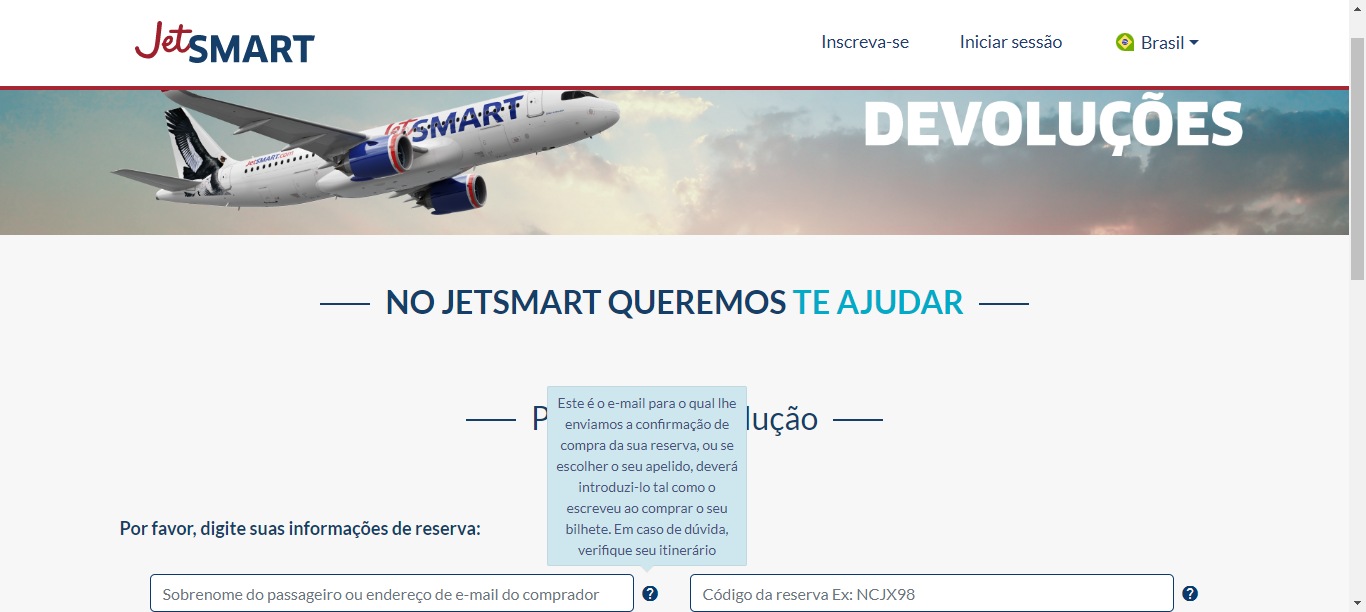 JetSMART
Inscreva-se
Iniciar sessão
Brasil
JetSMART
JetSMART.com
DEVOLUÇÕES
NO JETSMART QUEREMOS TE AJUDAR
P
lução
Este é o e-mail para o qual lhe
enviamos a confirmação de
compra da sua reserva, ou se
escolher o seu apelido, deverá
introduzi-lo tal como o
escreveu ao comprar o seu
bilhete. Em caso de dúvida,
verifique seu itinerário
Por favor, digite suas informações de reserva:
Sobrenome do passageiro ou endereço de e-mail do comprador
?
Código da reserva Ex: NCJX98
?